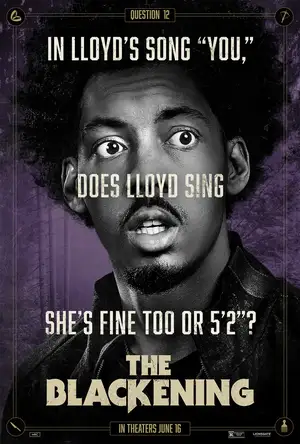 QUESTION 12
IN LLOYD'S SONG "YOU,"
DOES LLOYD SING
SHE'S FINE TOO OR 5'2"?
THE
BLACKENING
IN THEATERS JUNE 16
LIONSGATE